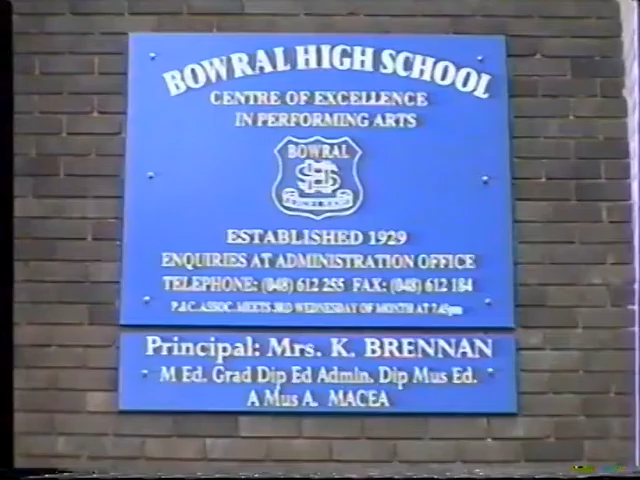 BOWRAL HIGH SCHOOL
CENTRE OF EXCELLENCE
IN PERFORMING ARTS
BOWRAL
HS
ESTABLISHED 1929
ENQUIRIES AT ADMINISTRATION OFFICE
TELEPHONE: (048) 612 255 FAX: (048) 612 184
P.&C. ASSOC. MEETS 3RD WEDNESDAY OF MONTH AT 7.45pm
Principal: Mrs. K. BRENNAN
M Ed. Grad Dip Ed Admin. Dip Mus Ed.
A Mus A. MACEA